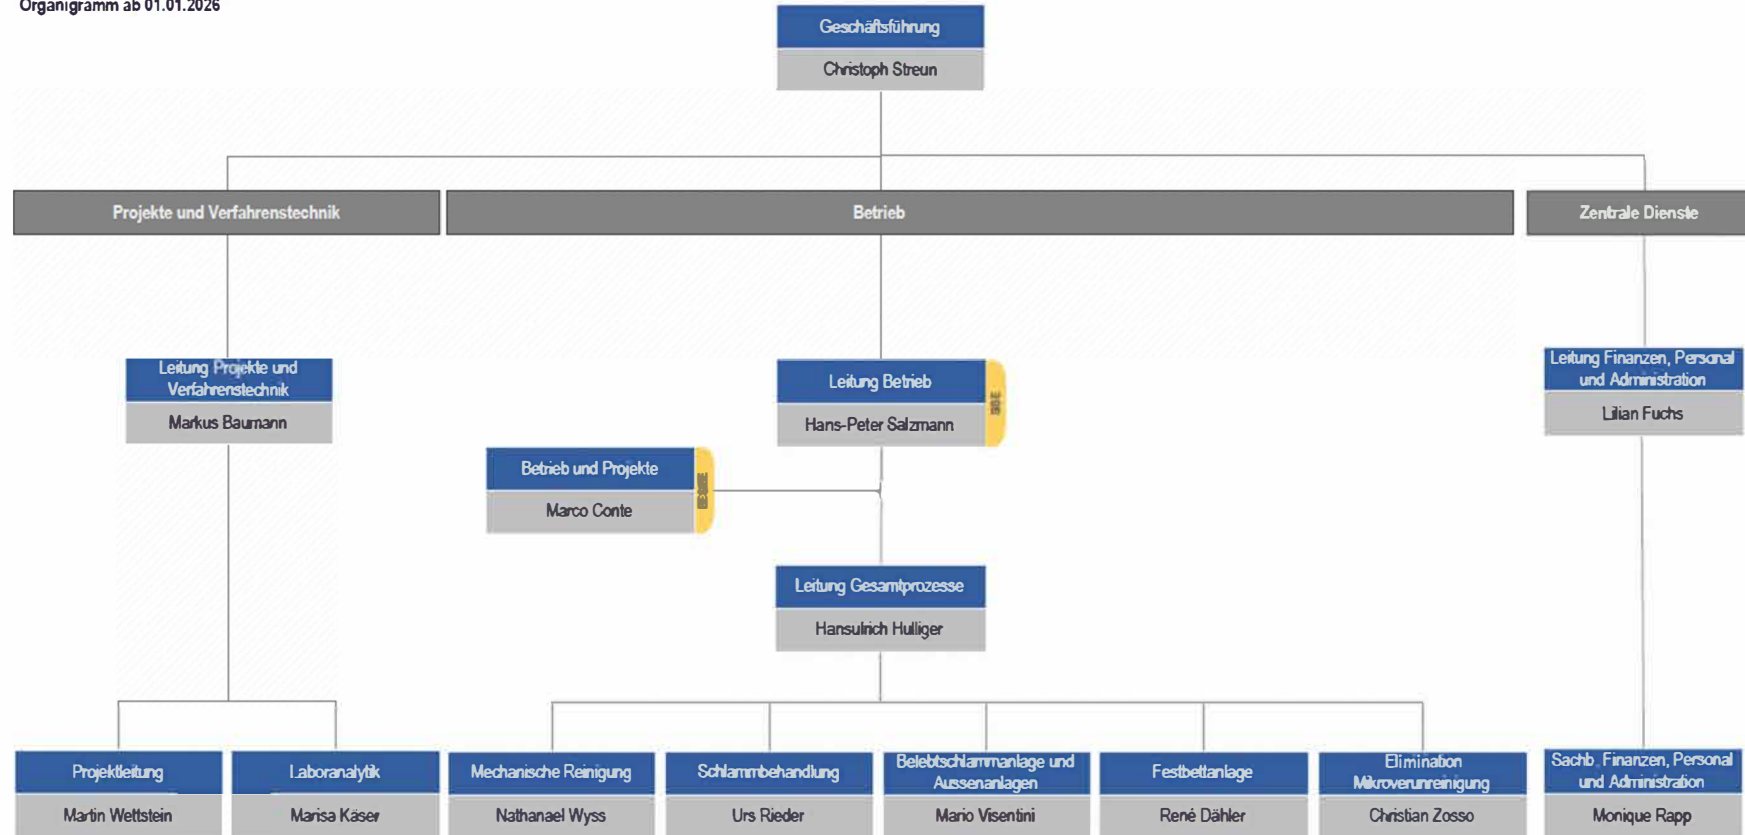 Organigramm ab 01.01.2026
Geschäftsführung
Christoph Streun
Projekte und Verfahrenstechnik
Betrieb
Zentrale Dienste
Leitung Projekte und
Verfahrenstechnik
Markus Baumann
Leitung Betrieb
Hans-Peter Salzmann
Leitung Finanzen, Personal
und Administration
Lilian Fuchs
Betrieb und Projekte
Marco Conte
Leitung Gesamtprozesse
Hansulrich Hulliger
Projektleitung
Martin Wettstein
Laboranalytik
Marisa Käser
Mechanische Reinigung
Nathanael Wyss
Schlammbehandlung
Urs Rieder
Belebtschlammanlage und
Aussenanlagen
Mario Visentini
Festbettanlage
René Dähler
Elimination
Mikroverunreinigung
Christian Zosso
Sachb. Finanzen, Personal
und Administration
Monique Rapp